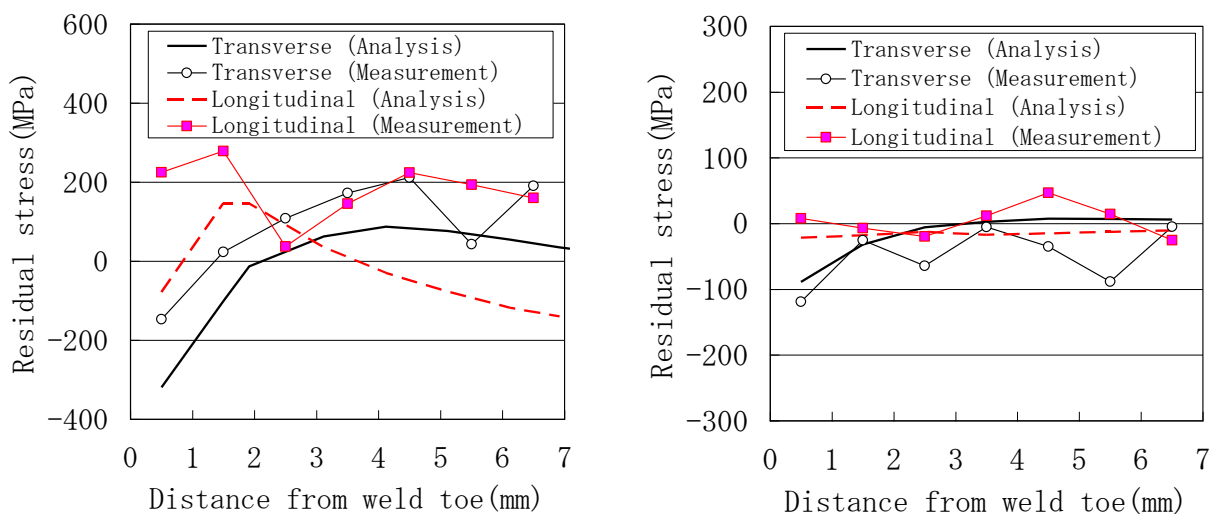 Residual stress(MPa)
600
400
200
0
-200
-400
Transverse (Analysis)
Transverse (Measurement)
Longitudinal (Analysis)
Longitudinal (Measurement)
0 1 2 3 4 5 6 7
Distance from weld toe(mm)
Residual stress(MPa)
300
200
100
0
-100
-200
-300
Transverse (Analysis)
Transverse (Measurement)
Longitudinal (Analysis)
Longitudinal (Measurement)
0 1 2 3 4 5 6 7
Distance from weld toe(mm)